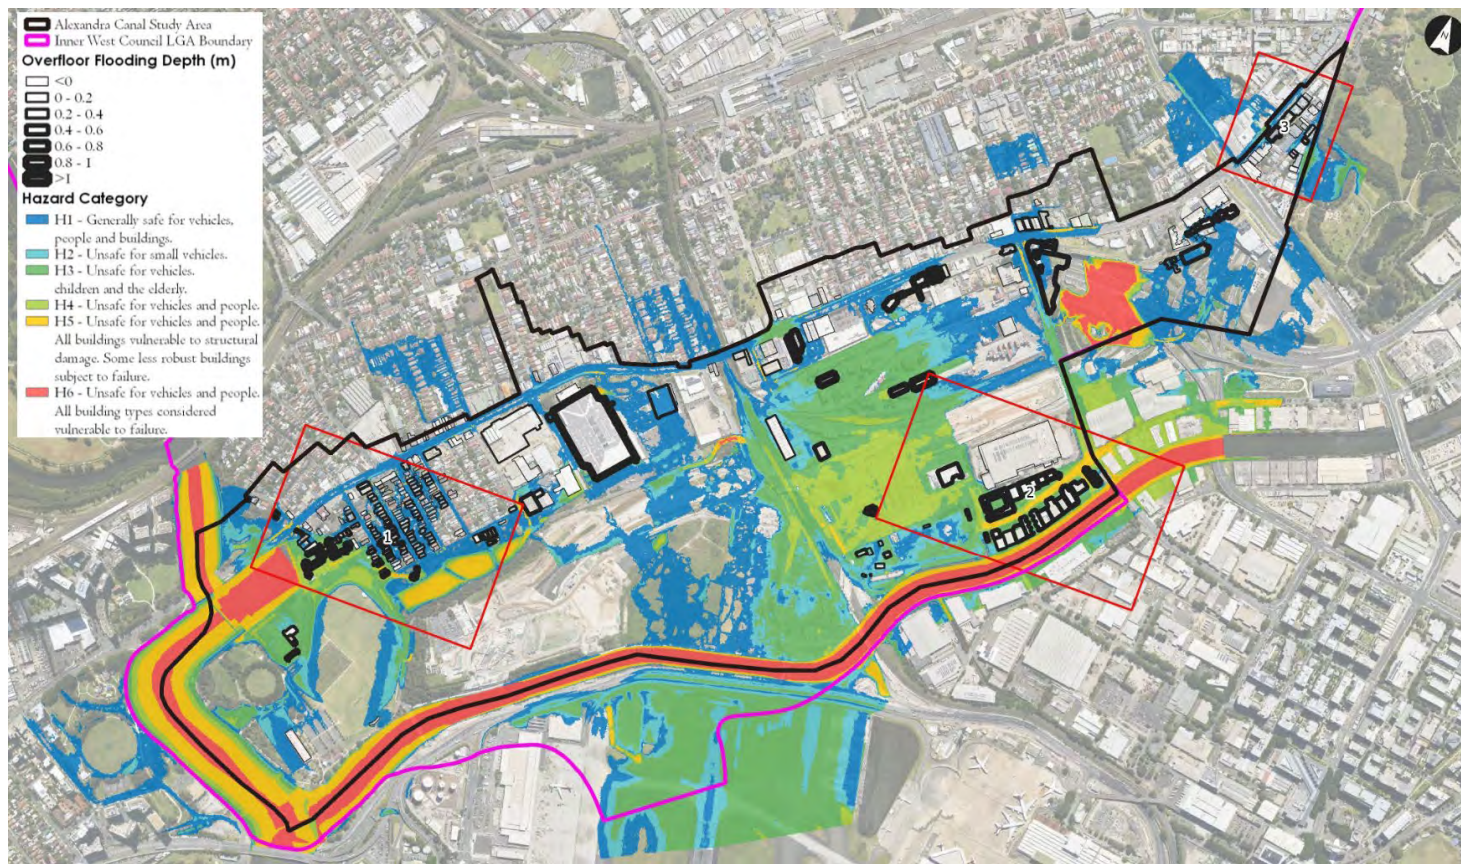 Alexandra Canal Study Area
Inner West Council LGA Boundary
Overfloor Flooding Depth (m)
<0
0 - 0.2
0.2 - 0.4
0.4 - 0.6
0.6 - 0.8
0.8 - 1
>1
Hazard Category
H1 - Generally safe for vehicles,
people and buildings.
H2 - Unsafe for small vehicles.
H3 - Unsafe for vehicles.
children and the elderly.
H4 - Unsafe for vehicles and people.
H5 - Unsafe for vehicles and people.
All buildings vulnerable to structural
damage. Some less robust buildings
subject to failure.
H6 - Unsafe for vehicles and people.
All building types considered
vulnerable to failure.
N
3
2
1